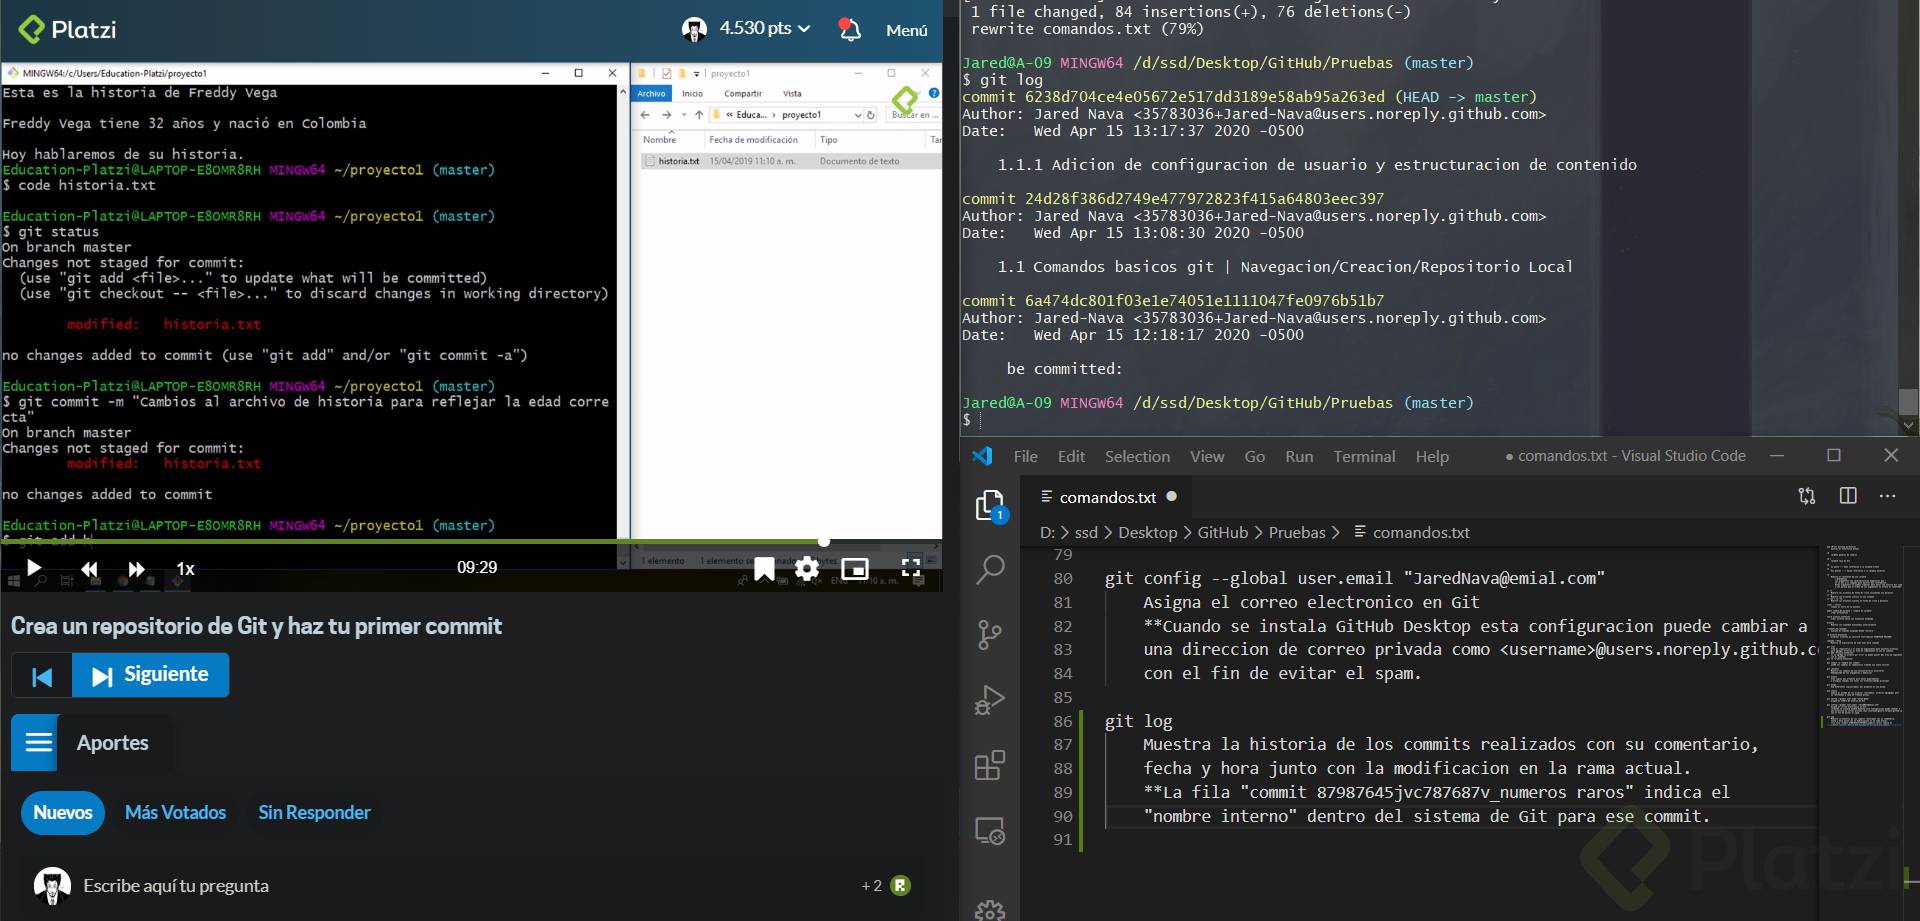 Platzi
4.530 pts
Menú
MINGW64:/c/Users/Education-Platzi/proyecto1
Esta es la historia de Freddy Vega
Freddy Vega tiene 32 años y nació en Colombia
Hoy hablaremos de su historia.
Education-Platzi@LAPTOP-E8OMR8RH MINGW64 ~/proyecto1 (master)
$ code historia.txt
Education-Platzi@LAPTOP-E8OMR8RH MINGW64 ~/proyecto1 (master)
$ git status
On branch master
Changes not staged for commit:
(use "git add <file>..." to update what will be committed)
(use "git checkout -- <file>..." to discard changes in working directory)
modified: historia.txt
no changes added to commit (use "git add" and/or "git commit -a")
Education-Platzi@LAPTOP-E8OMR8RH MINGW64 ~/proyecto1 (master)
$ git commit -m "Cambios al archivo de historia para reflejar la edad corre
cta"
On branch master
Changes not staged for commit:
modified: historia.txt
no changes added to commit
Education-Platzi@LAPTOP-E8OMR8RH MINGW64 ~/proyecto1 (master)
$ git add h
proyecto1
Archivo Inicio Compartir Vista
« Educa... > proyecto1
Buscar en ...
Nombre Fecha de modificación Tipo Tar
historia.txt 15/04/2019 11:10 a. m. Documento de texto
1 elemento 1 elemento
1x 09:29
Crea un repositorio de Git y haz tu primer commit
Siguiente
Aportes
Nuevos Más Votados Sin Responder
Escribe aquí tu pregunta
+ 2
1 file changed, 84 insertions(+), 76 deletions(-)
rewrite comandos.txt (79%)
Jared@A-09 MINGW64 /d/ssd/Desktop/GitHub/Pruebas (master)
$ git log
commit 6238d704ce4e05672e517dd3189e58ab95a263ed (HEAD -> master)
Author: Jared Nava <35783036+Jared-Nava@users.noreply.github.com>
Date: Wed Apr 15 13:17:37 2020 -0500
1.1.1 Adicion de configuracion de usuario y estructuracion de contenido
commit 24d28f386d2749e477972823f415a64803eec397
Author: Jared Nava <35783036+Jared-Nava@users.noreply.github.com>
Date: Wed Apr 15 13:08:30 2020 -0500
1.1 Comandos basicos git | Navegacion/Creacion/Repositorio Local
commit 6a474dc801f03e1e74051e1111047fe0976b51b7
Author: Jared-Nava <35783036+Jared-Nava@users.noreply.github.com>
Date: Wed Apr 15 12:18:17 2020 -0500
be committed:
Jared@A-09 MINGW64 /d/ssd/Desktop/GitHub/Pruebas (master)
$
File Edit Selection View Go Run Terminal Help ● comandos.txt - Visual Studio Code
1
comandos.txt ●
D: > ssd > Desktop > GitHub > Pruebas > comandos.txt
79
80 git config --global user.email "JaredNava@emial.com"
81 Asigna el correo electronico en Git
82 **Cuando se instala GitHub Desktop esta configuracion puede cambiar a
83 una direccion de correo privada como <username>@users.noreply.github.c
84 con el fin de evitar el spam.
85
86 git log
87 Muestra la historia de los commits realizados con su comentario,
88 fecha y hora junto con la modificacion en la rama actual.
89 **La fila "commit 87987645jvc787687v_numeros raros" indica el
90 "nombre interno" dentro del sistema de Git para ese commit.
91
Platzi